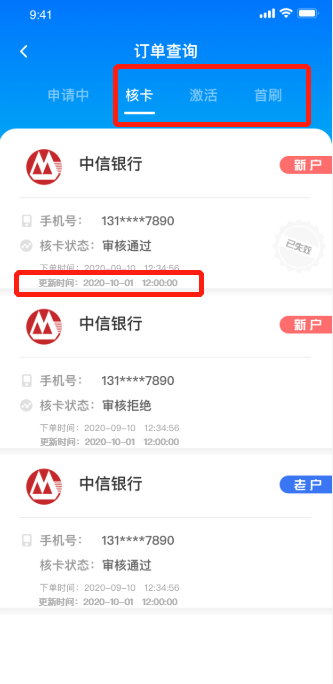 9:41
订单查询
申请中 核卡 激活 首刷
中信银行 新户
手机号： 131****7890
核卡状态：审核通过
已失效
下单时间：2020-09-10 12:34:56
更新时间：2020-10-01 12:00:00
中信银行 新户
手机号： 131****7890
核卡状态：审核拒绝
下单时间：2020-09-10 12:34:56
更新时间：2020-10-01 12:00:00
中信银行 老户
手机号： 131****7890
核卡状态：审核通过
下单时间：2020-09-10 12:34:56
更新时间：2020-10-01 12:00:00